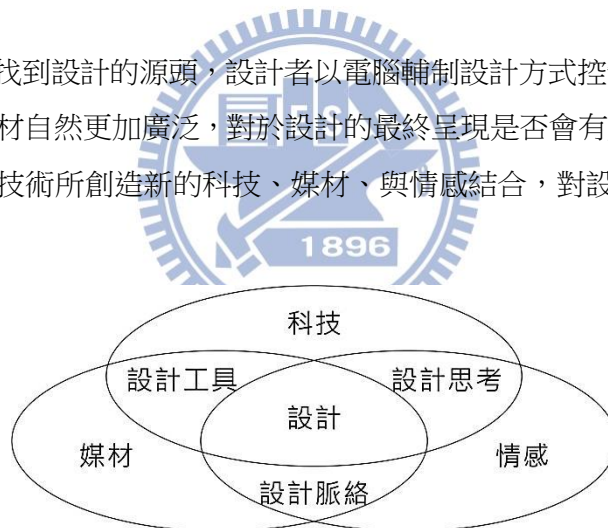 找到設計的源頭，設計者以電腦輔制設計方式控
材自然更加廣泛，對於設計的最終呈現是否會有
技術所創造新的科技、媒材、與情感結合，對設
1896
科技
設計工具 設計思考
設計
媒材 情感
設計脈絡